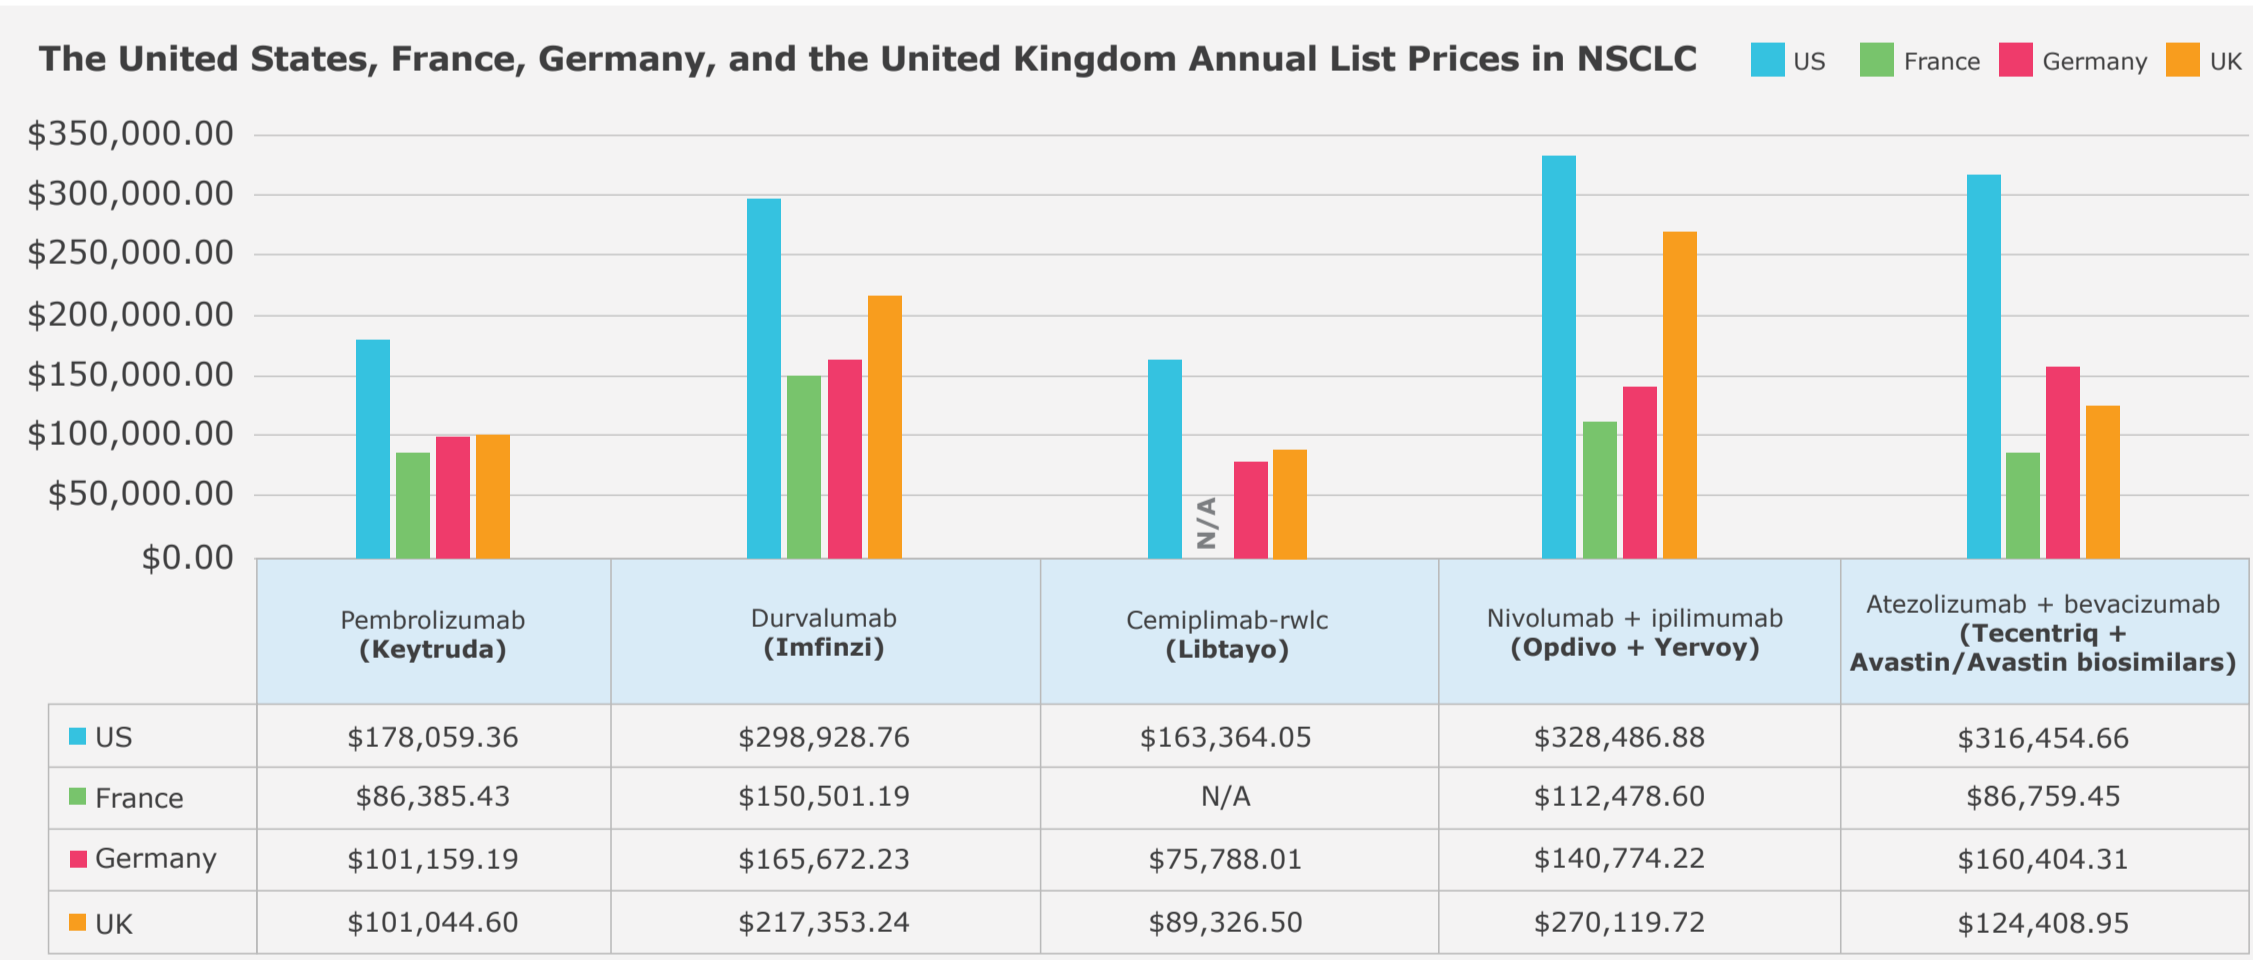 The United States, France, Germany, and the United Kingdom Annual List Prices in NSCLC
US France Germany UK
$350,000.00
$300,000.00
$250,000.00
$200,000.00
$150,000.00
$100,000.00
$50,000.00
$0.00
N/A
Pembrolizumab
(Keytruda)
Durvalumab
(Imfinzi)
Cemiplimab-rwlc
(Libtayo)
Nivolumab + ipilimumab
(Opdivo + Yervoy)
Atezolizumab + bevacizumab
(Tecentriq +
Avastin/Avastin biosimilars)
US $178,059.36 $298,928.76 $163,364.05 $328,486.88 $316,454.66
France $86,385.43 $150,501.19 N/A $112,478.60 $86,759.45
Germany $101,159.19 $165,672.23 $75,788.01 $140,774.22 $160,404.31
UK $101,044.60 $217,353.24 $89,326.50 $270,119.72 $124,408.95